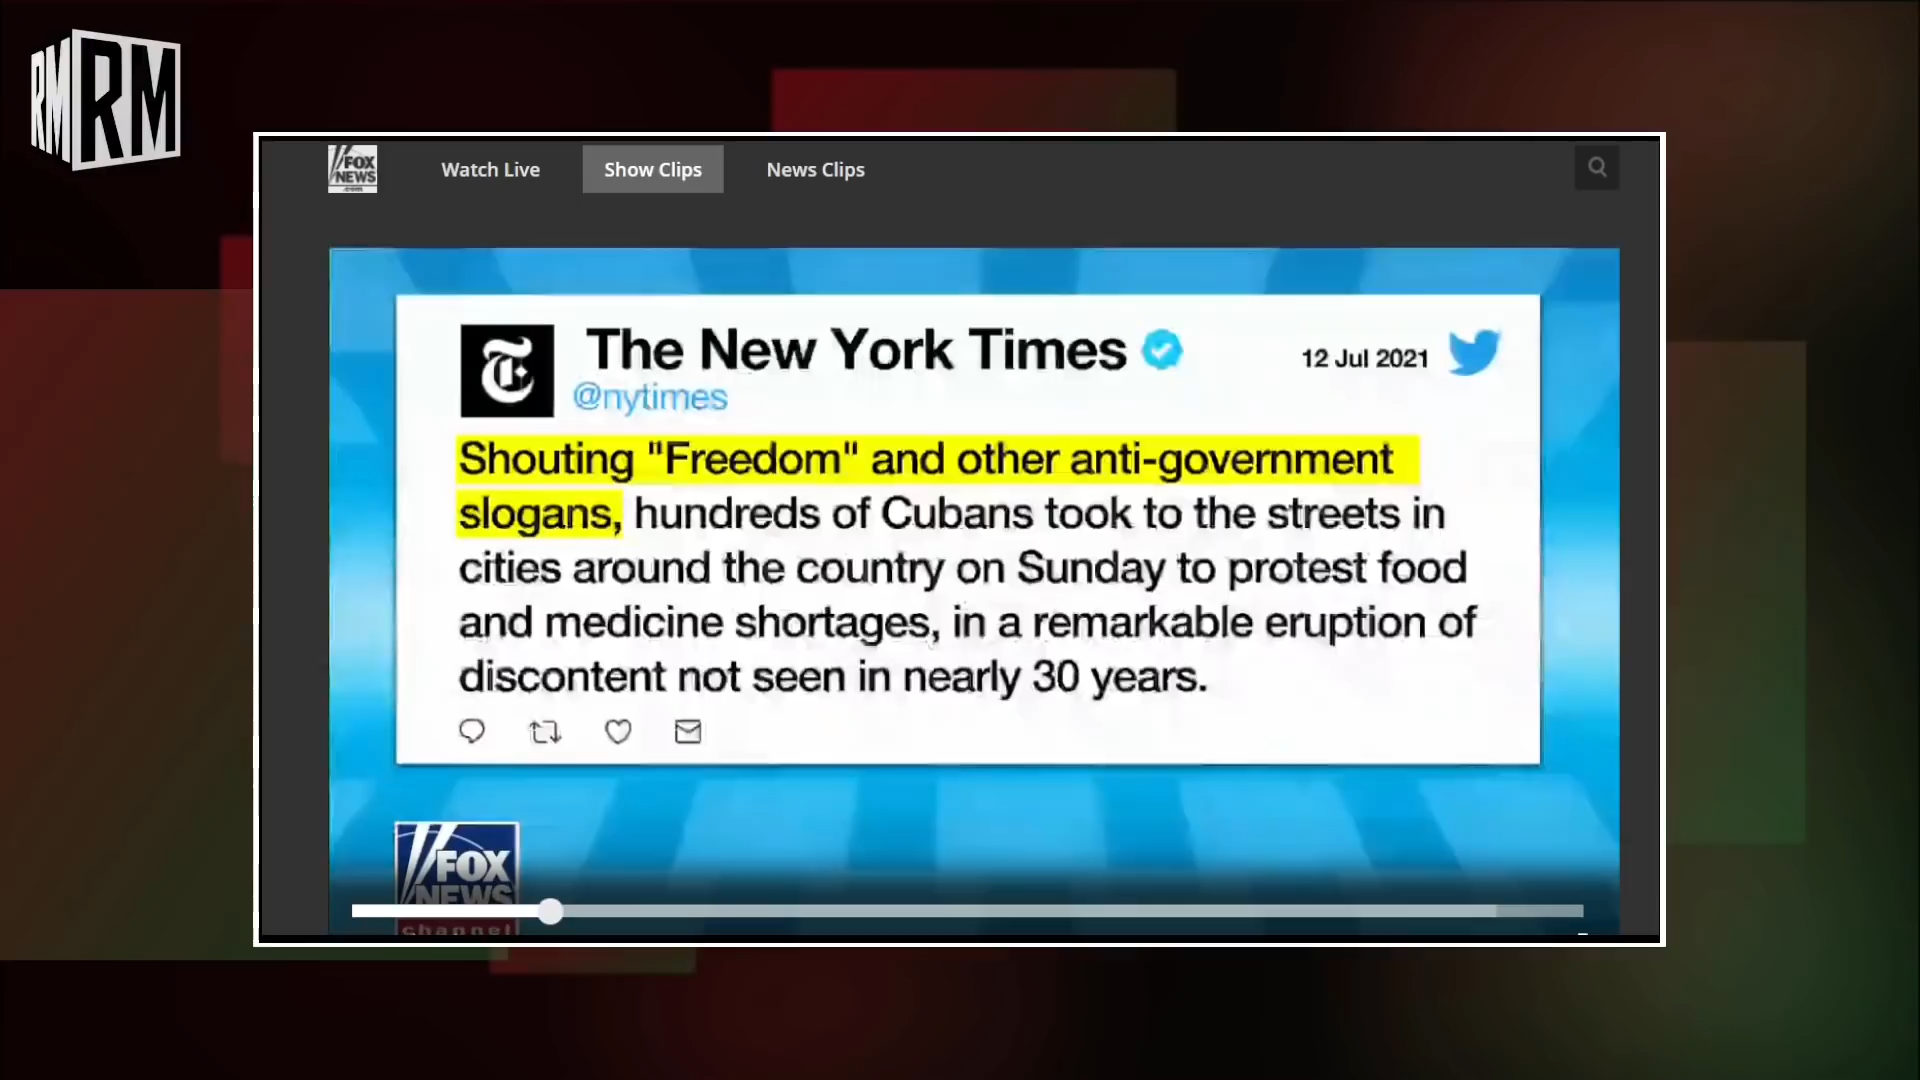 RM RM
FOX
NEWS
.com
Watch Live
Show Clips
News Clips
The New York Times
12 Jul 2021
@nytimes
Shouting "Freedom" and other anti-government
slogans, hundreds of Cubans took to the streets in
cities around the country on Sunday to protest food
and medicine shortages, in a remarkable eruption of
discontent not seen in nearly 30 years.
FOX
NEWS
channel